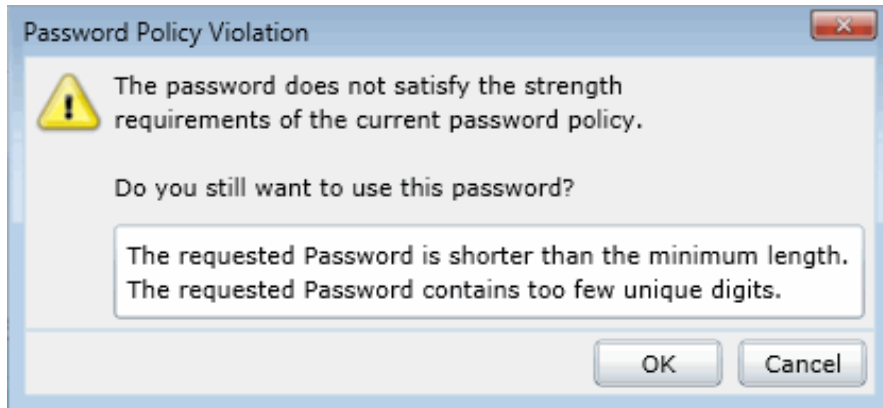 Password Policy Violation
The password does not satisfy the strength
requirements of the current password policy.
Do you still want to use this password?
The requested Password is shorter than the minimum length.
The requested Password contains too few unique digits.
OK Cancel